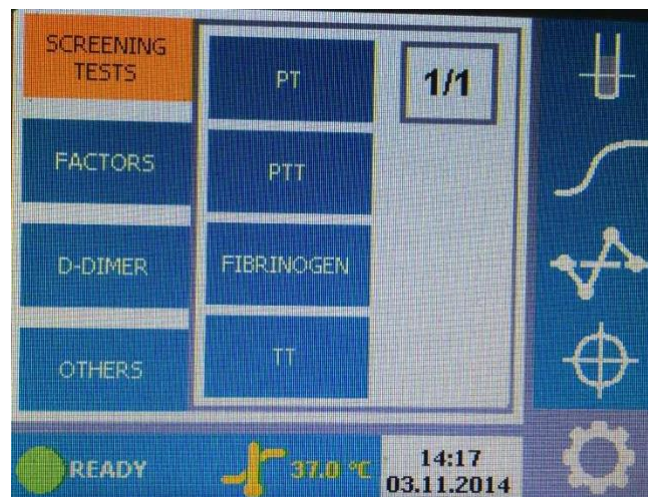 SCREENING
TESTS
FACTORS
D-DIMER
OTHERS
PT
PTT
FIBRINOGEN
TT
1/1
READY
37.0 °C
14:17
03.11.2014